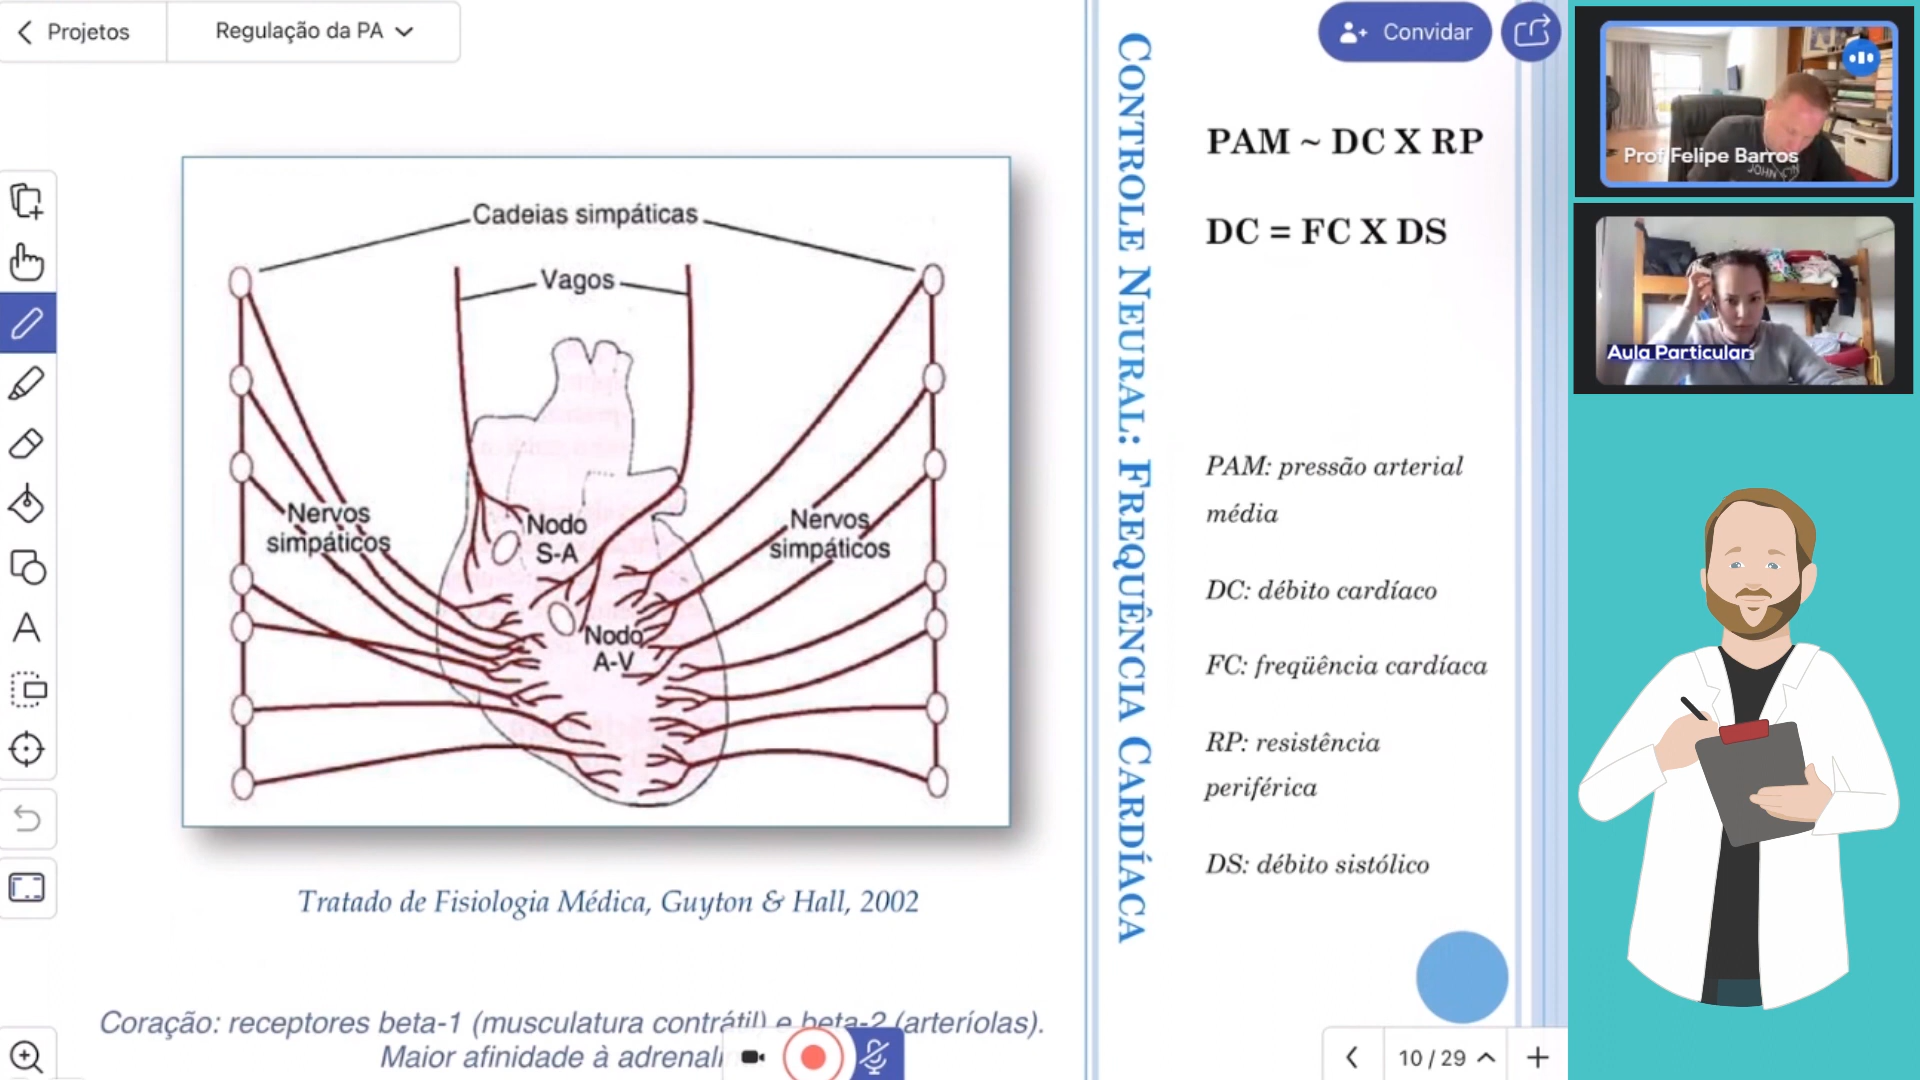 Projetos
Regulação da PA
Convidar
Cadeias simpáticas
Vagos
Nervos
simpáticos
Nodo
S-A
Nervos
simpáticos
Nodo
A-V
Tratado de Fisiologia Médica, Guyton & Hall, 2002
Coração: receptores beta-1 (musculatura contrátil) e beta-2 (arteríolas).
Maior afinidade à
CONTROLE NEURAL: FREQUÊNCIA CARDÍACA
PAM ~ DC X RP
DC = FC X DS
PAM: pressão arterial
média
DC: débito cardíaco
FC: freqüência cardíaca
RP: resistência
periférica
DS: débito sistólico
10 / 29
Prof Felipe Barros
Aula Particular